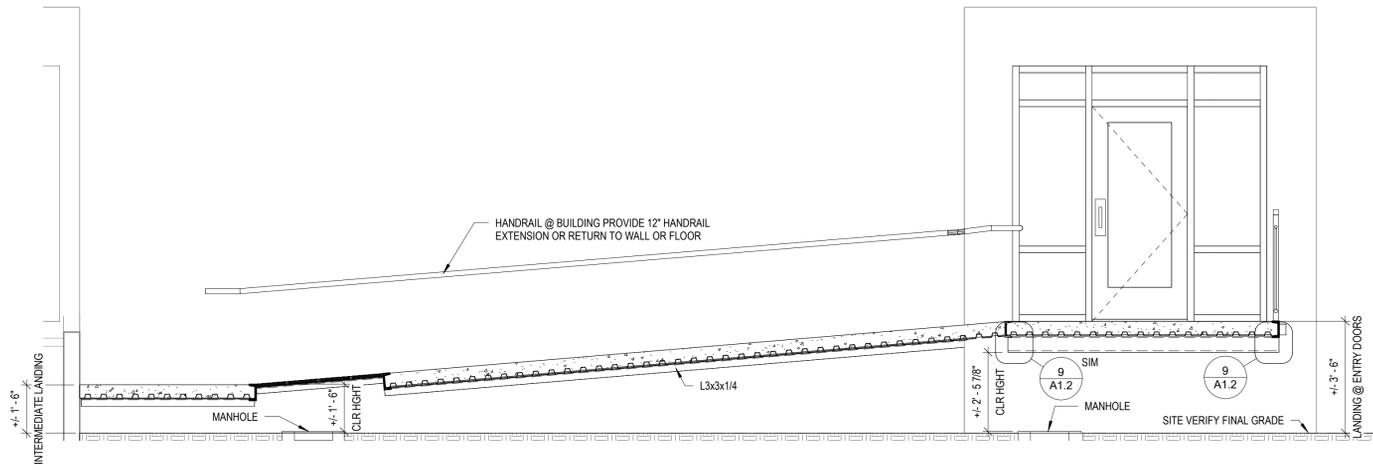 HANDRAIL @ BUILDING PROVIDE 12" HANDRAIL
EXTENSION OR RETURN TO WALL OR FLOOR
+/- 1' - 6"
INTERMEDIATE LANDING
MANHOLE
+/- 1' - 6"
CLR HGHT
L3x3x1/4
+/- 2' - 5 7/8"
CLR HGHT
SIM
9
A1.2
9
A1.2
MANHOLE
SITE VERIFY FINAL GRADE
+/- 3' - 6"
LANDING @ ENTRY DOORS